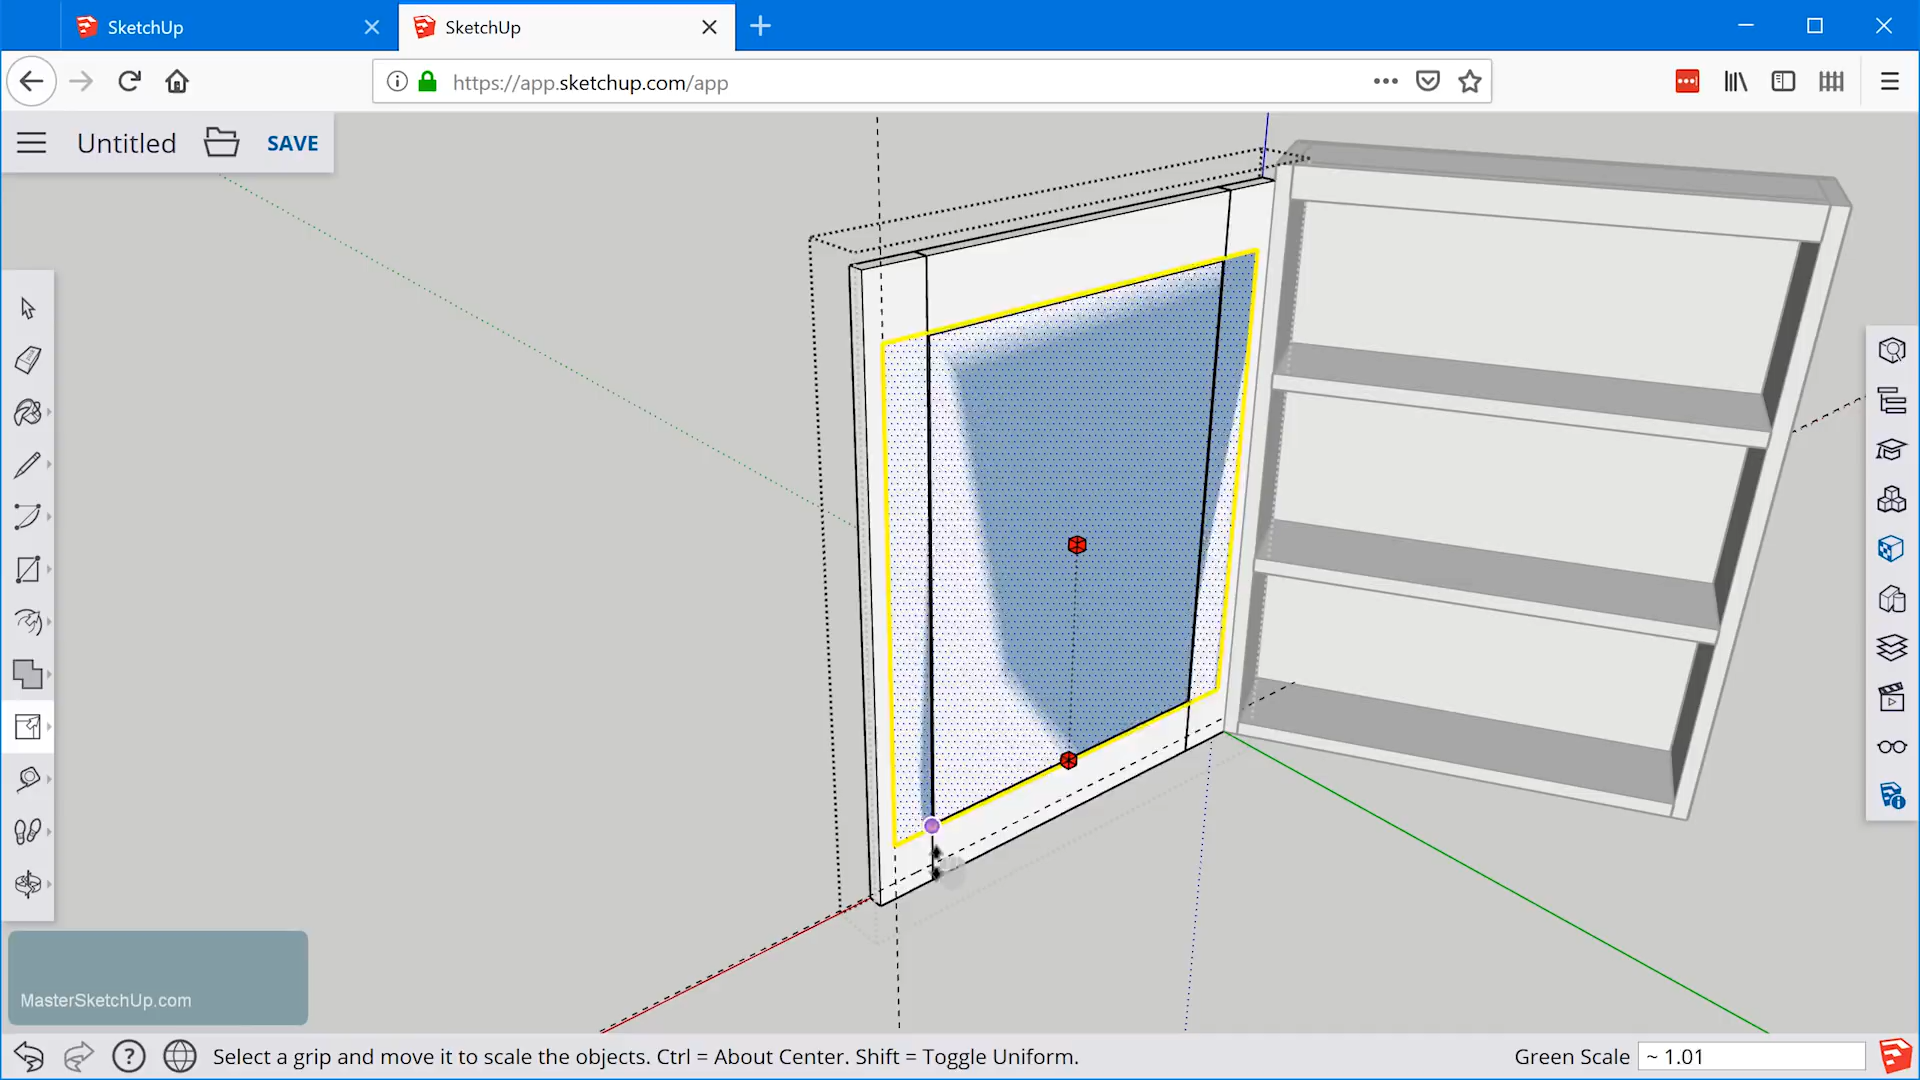 SketchUp
SketchUp
https://app.sketchup.com/app
Untitled
SAVE
MasterSketchUp.com
Select a grip and move it to scale the objects. Ctrl = About Center. Shift = Toggle Uniform.
Green Scale
~ 1.01